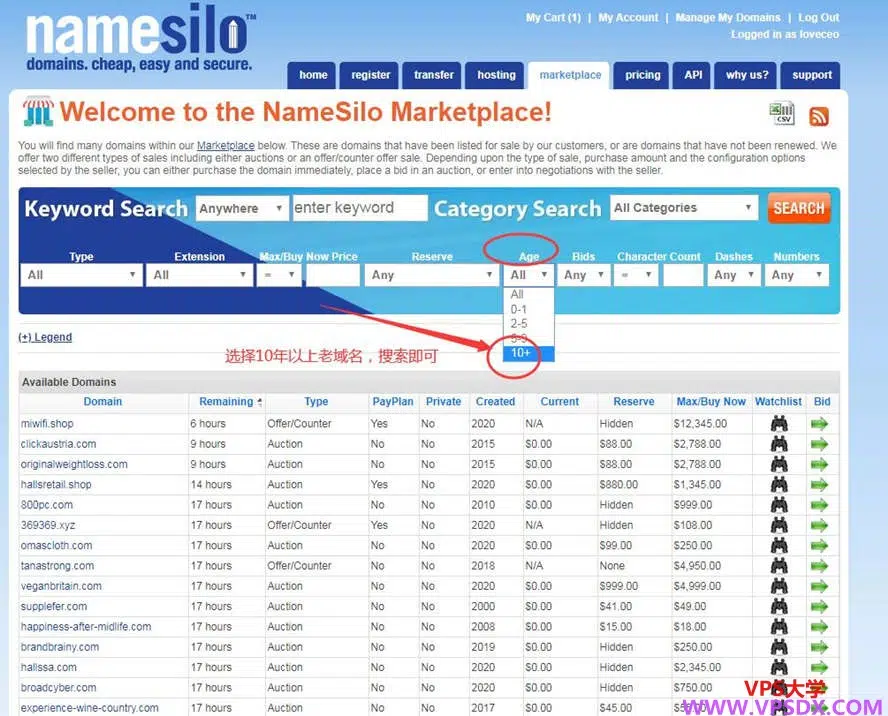 namesilo™
domains. cheap, easy and secure.
My Cart (1) | My Account | Manage My Domains | Log Out
Logged in as loveceo
home register transfer hosting marketplace pricing API why us? support
Welcome to the NameSilo Marketplace!
CSV
You will find many domains within our Marketplace below. These are domains that have been listed for sale by our customers, or are domains that have not been renewed. We
offer two different types of sales including either auctions or an offer/counter offer sale. Depending upon the type of sale, purchase amount and the configuration options
selected by the seller, you can either purchase the domain immediately, place a bid in an auction, or enter into negotiations with the seller.
Keyword Search Anywhere enter keyword Category Search All Categories SEARCH
Type Extension Max/Buy Now Price Reserve Age Bids Character Count Dashes Numbers
All All = Any All Any = Any Any
All
0-1
2-5
5-9
10+
(+) Legend
选择10年以上老域名，搜索即可
Available Domains
Domain Remaining Type PayPlan Private Created Current Reserve Max/Buy Now Watchlist Bid
miwifi.shop 6 hours Offer/Counter Yes No 2020 N/A Hidden $12,345.00
clickaustria.com 9 hours Auction No No 2015 $0.00 $88.00 $2,788.00
originalweightloss.com 9 hours Auction No No 2015 $0.00 $88.00 $2,788.00
hallsretail.shop 14 hours Auction Yes No 2020 $0.00 $880.00 $1,345.00
800pc.com 17 hours Auction No No 2010 $0.00 Hidden $999.00
369369.xyz 17 hours Offer/Counter Yes No 2020 N/A Hidden $108.00
omascloth.com 17 hours Auction No No 2020 $0.00 $99.00 $250.00
tanastrong.com 17 hours Offer/Counter No No 2018 N/A None $4,950.00
veganbritain.com 17 hours Auction No No 2020 $0.00 $999.00 $4,999.00
supplefer.com 17 hours Auction No No 2000 $0.00 $41.00 $49.00
happiness-after-midlife.com 17 hours Auction No No 2008 $0.00 $15.00 $18.00
brandbrainy.com 17 hours Auction No No 2019 $0.00 Hidden $250.00
hallssa.com 17 hours Auction No No 2020 $0.00 Hidden $2,345.00
broadcyber.com 17 hours Auction No No 2020 $0.00 Hidden $750.00
experience-wine-country.com 17 hours Auction No No 2017 $0.00 $45.00
VPS大学
WWW.VPSDX.COM